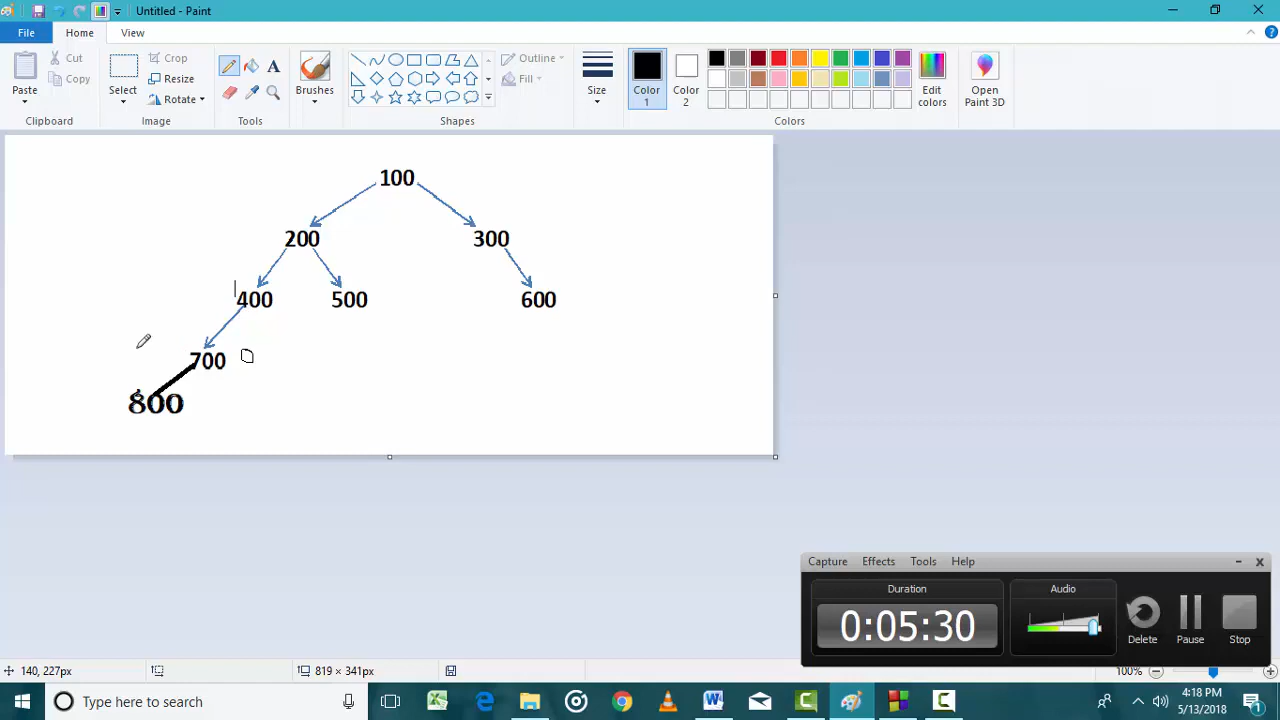 Untitled - Paint
File Home View
Paste
Cut
Copy
Clipboard
Select
Crop
Resize
Rotate
Image
A
Tools
Brushes
Outline
Fill
Shapes
Size
Color 1
Color 2
Edit colors
Open Paint 3D
Colors
100
200 300
400 500 600
700
800
Capture Effects Tools Help
Duration
0:05:30
Audio
Delete
Pause
Stop
140, 227px
819 × 341px
100%
Type here to search
4:18 PM
5/13/2018
1